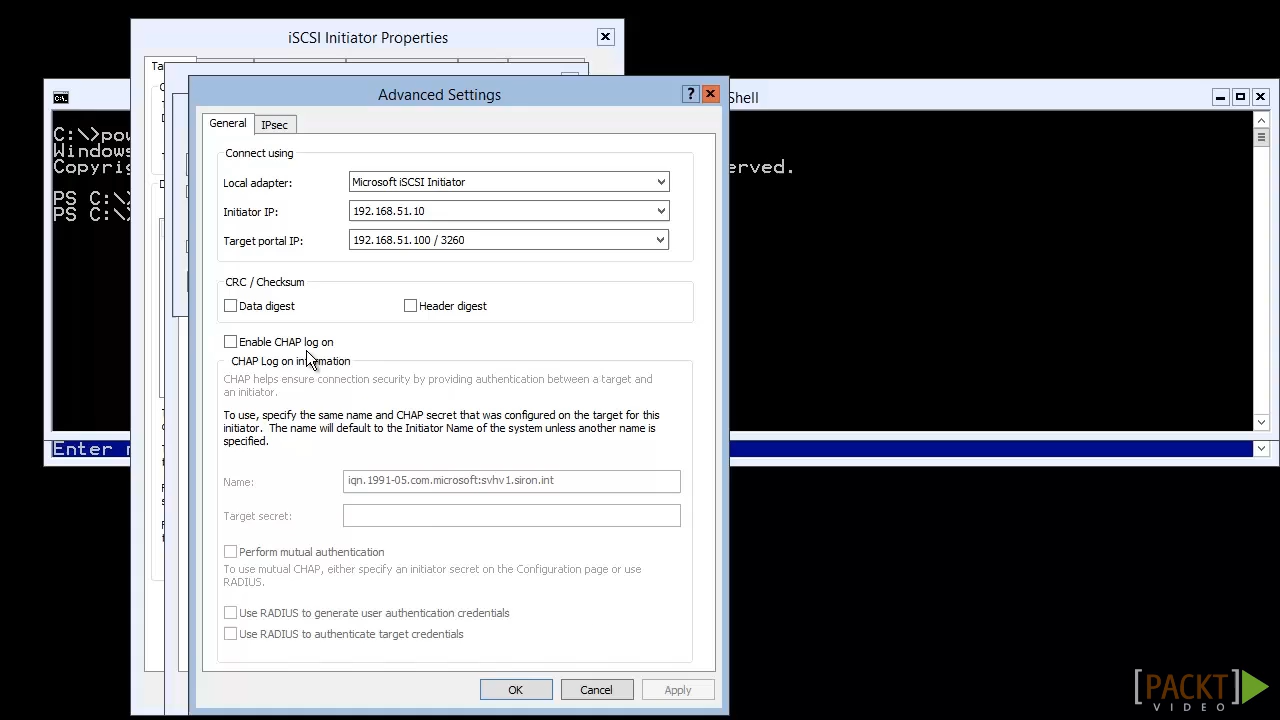 iSCSI Initiator Properties
Ta
Advanced Settings
Shell
General
IPsec
C:\>pow
Windows
Copyrig
erved.
PS C:\>
PS C:\>
Connect using
Local adapter:
Microsoft iSCSI Initiator
Initiator IP:
192.168.51.10
Target portal IP:
192.168.51.100 / 3260
CRC / Checksum
Data digest
Header digest
Enable CHAP log on
CHAP Log on information
CHAP helps ensure connection security by providing authentication between a target and
an initiator.
To use, specify the same name and CHAP secret that was configured on the target for this
initiator. The name will default to the Initiator Name of the system unless another name is
specified.
Enter
Name:
iqn.1991-05.com.microsoft:svhv1.siron.int
Target secret:
Perform mutual authentication
To use mutual CHAP, either specify an initiator secret on the Configuration page or use
RADIUS.
Use RADIUS to generate user authentication credentials
Use RADIUS to authenticate target credentials
OK
Cancel
Apply
[PACKT]
VIDEO